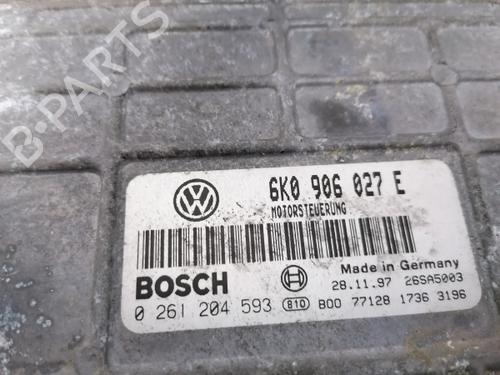 B-PARTS
6K0 906 027 E
MOTORSTEUERUNG
BOSCH
Made in Germany
28.11.97 26SA5003
0 261 204 593 B10 B00 77128 1736 3196